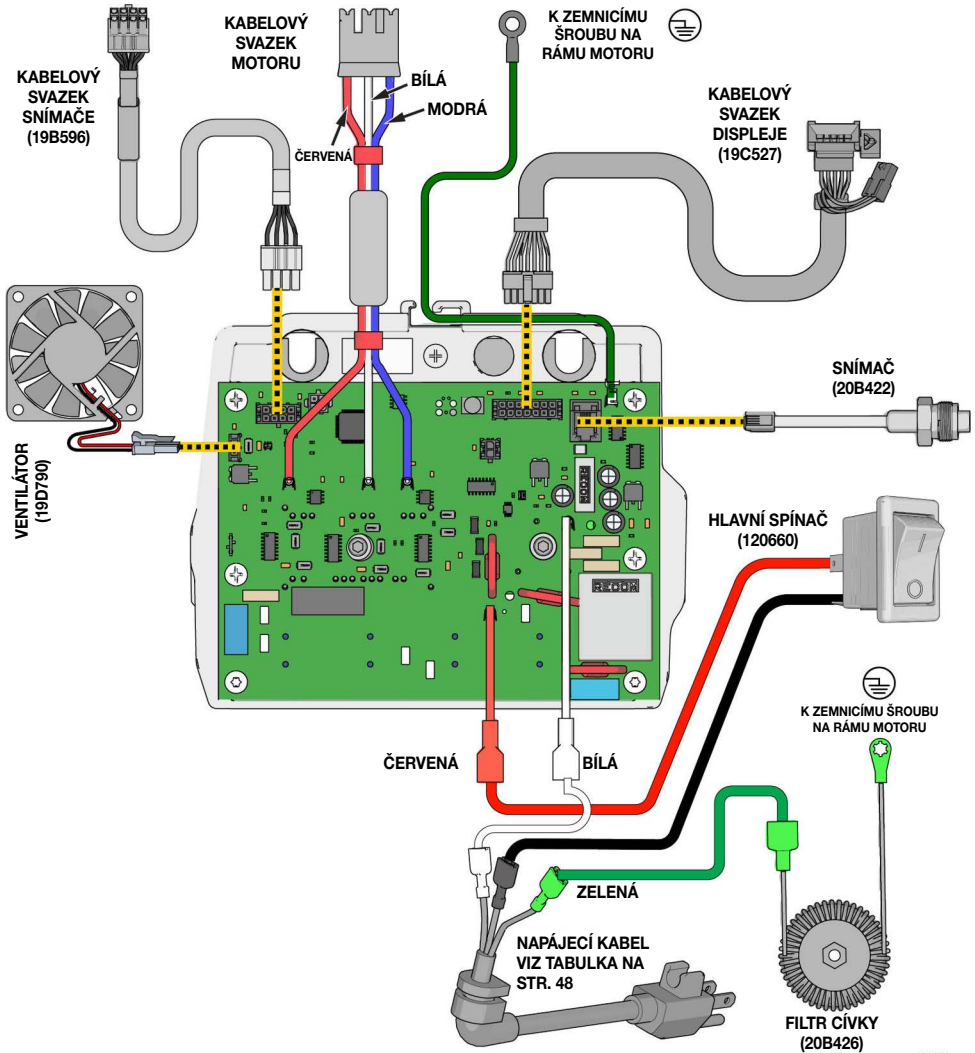 KABELOVÝ
SVAZEK
SNÍMAČE
(19B596)
KABELOVÝ
SVAZEK
MOTORU
BÍLÁ
MODRÁ
ČERVENÁ
K ZEMNICÍMU
ŠROUBU NA
RÁMU MOTORU
KABELOVÝ
SVAZEK
DISPLEJE
(19C527)
VENTILÁTOR
(19D790)
SNÍMAČ
(20B422)
HLAVNÍ SPÍNAČ
(120660)
RECOM
RECOM
K ZEMNICÍMU ŠROUBU
NA RÁMU MOTORU
ČERVENÁ
BÍLÁ
ZELENÁ
NAPÁJECÍ KABEL
VIZ TABULKA NA
STR. 48
FILTR CÍVKY
(20B426)